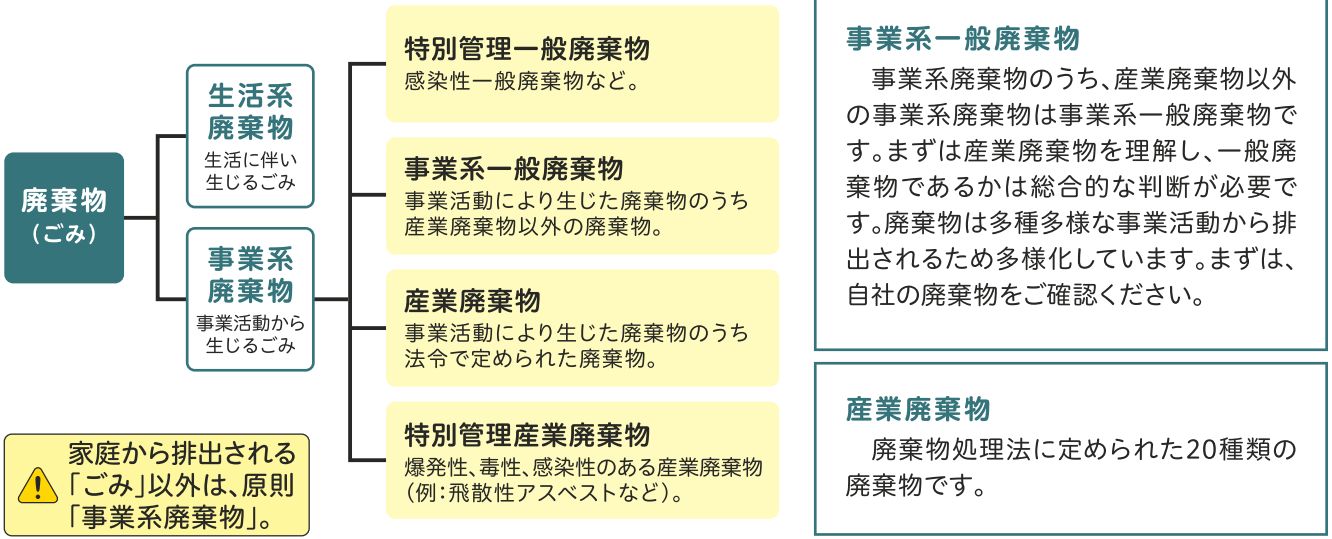 廃棄物
（ごみ）
生活系
廃棄物
生活に伴い
生じるごみ
事業系
廃棄物
事業活動から
生じるごみ
家庭から排出される
「ごみ」以外は、原則
「事業系廃棄物」。
特別管理一般廃棄物
感染性一般廃棄物など。
事業系一般廃棄物
事業活動により生じた廃棄物のうち
産業廃棄物以外の廃棄物。
産業廃棄物
事業活動により生じた廃棄物のうち
法令で定められた廃棄物。
特別管理産業廃棄物
爆発性、毒性、感染性のある産業廃棄物
（例：飛散性アスベストなど）。
事業系一般廃棄物
事業系廃棄物のうち、産業廃棄物以外
の事業系廃棄物は事業系一般廃棄物で
す。まずは産業廃棄物を理解し、一般廃
棄物であるかは総合的な判断が必要で
す。廃棄物は多種多様な事業活動から排
出されるため多様化しています。まずは、
自社の廃棄物をご確認ください。
産業廃棄物
廃棄物処理法に定められた20種類の
廃棄物です。